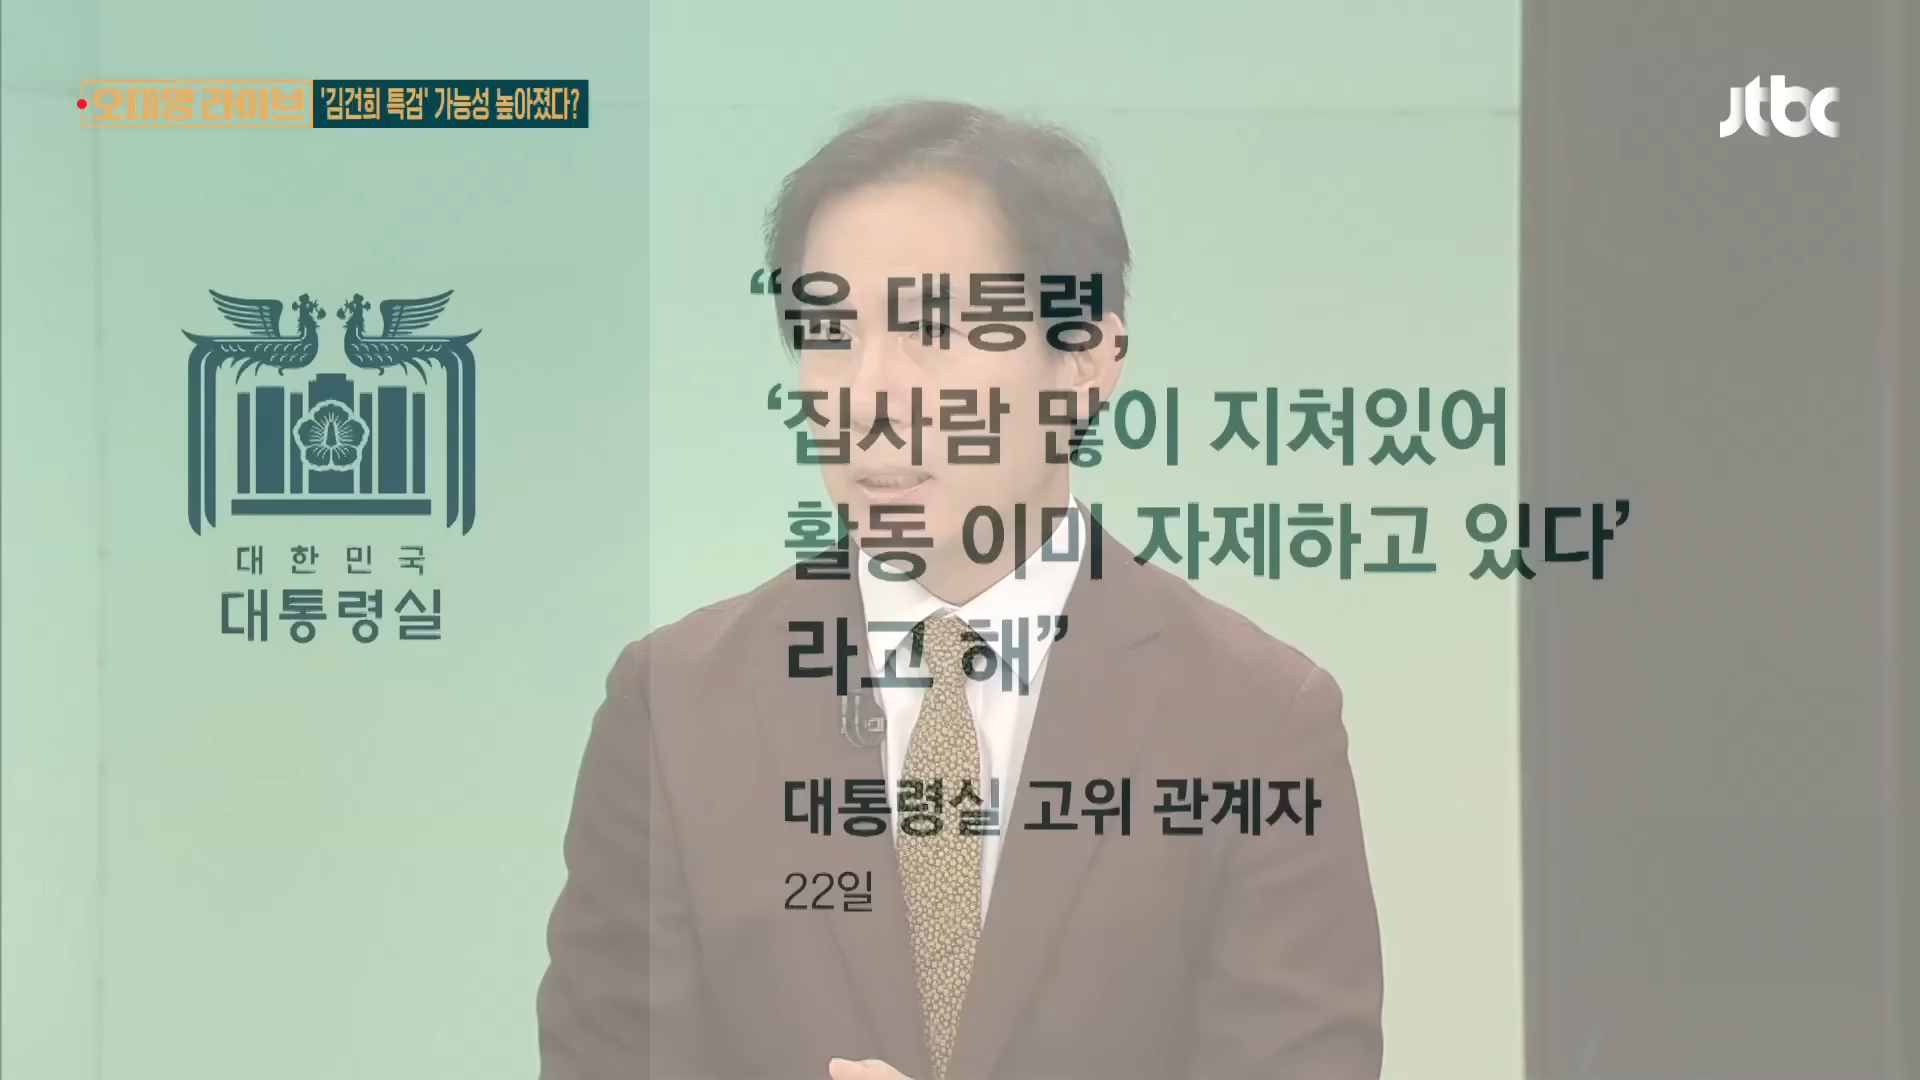 오대영 라이브
'김건희 특검' 가능성 높아졌다?
jtbc
“윤 대통령,
‘집사람 많이 지쳐있어
활동 이미 자제하고 있다’
라고 해”
대한민국
대통령실
대통령실 고위 관계자
22일